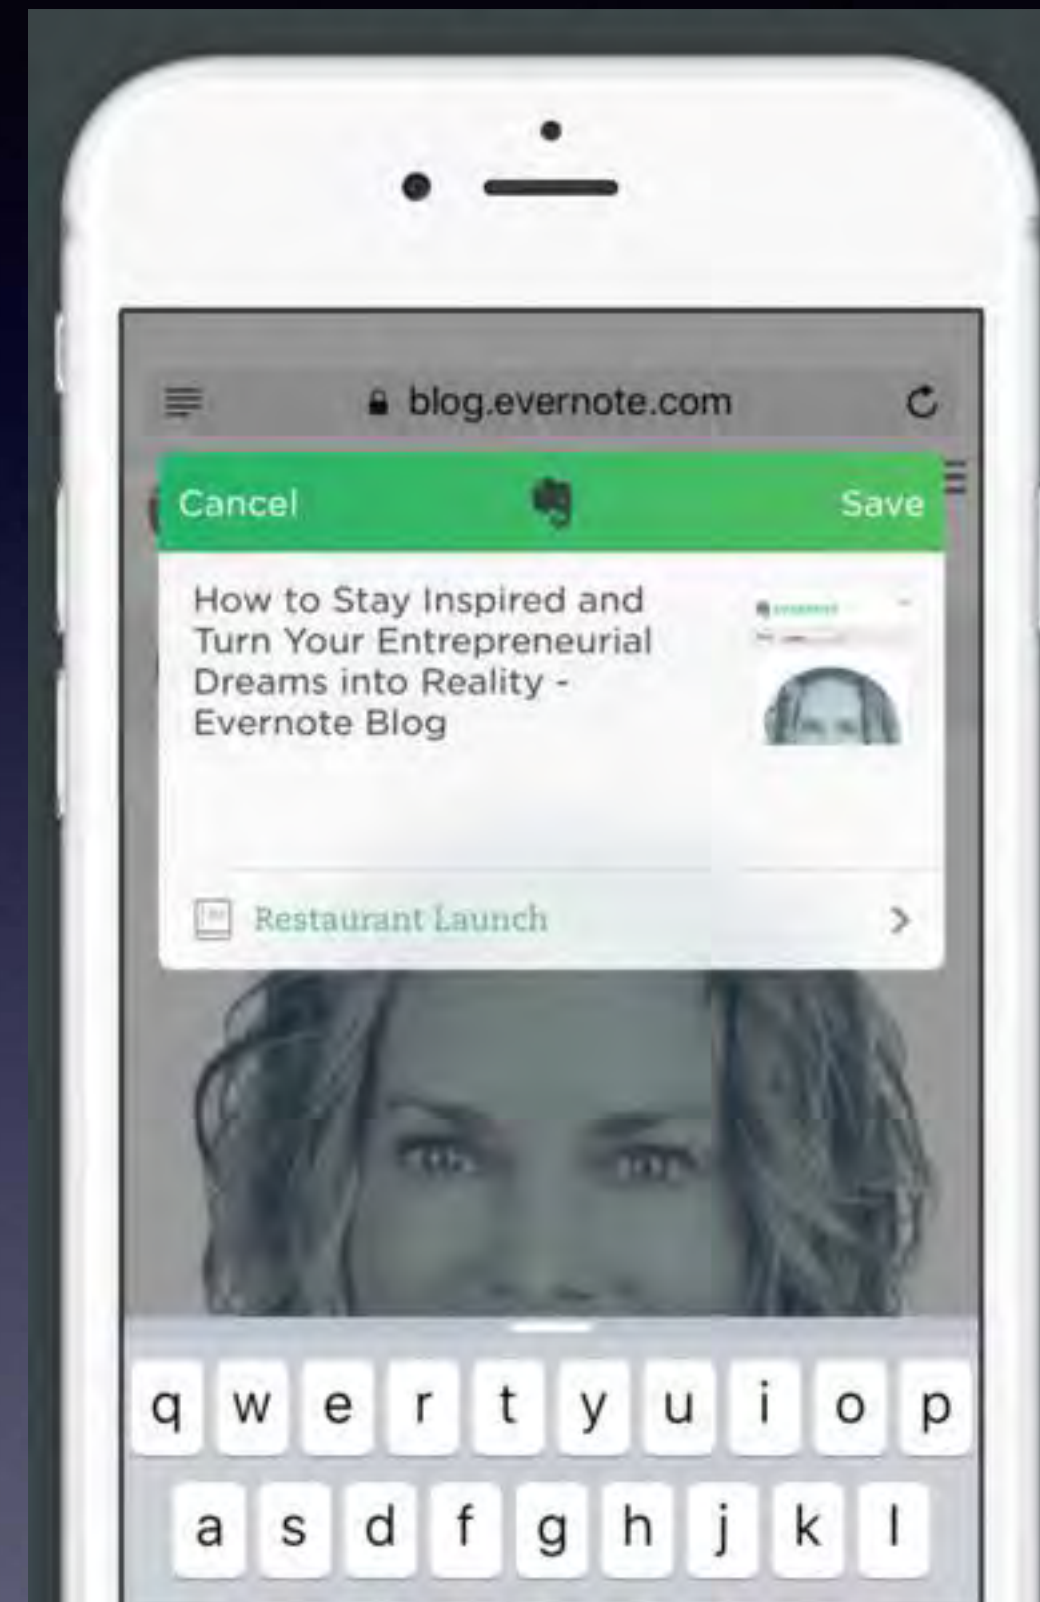 blog.evernote.com
Cancel
Save
How to Stay Inspired and
Turn Your Entrepreneurial
Dreams into Reality -
Evernote Blog
Restaurant Launch
q w e r t y u i o p
a s d f g h j k l